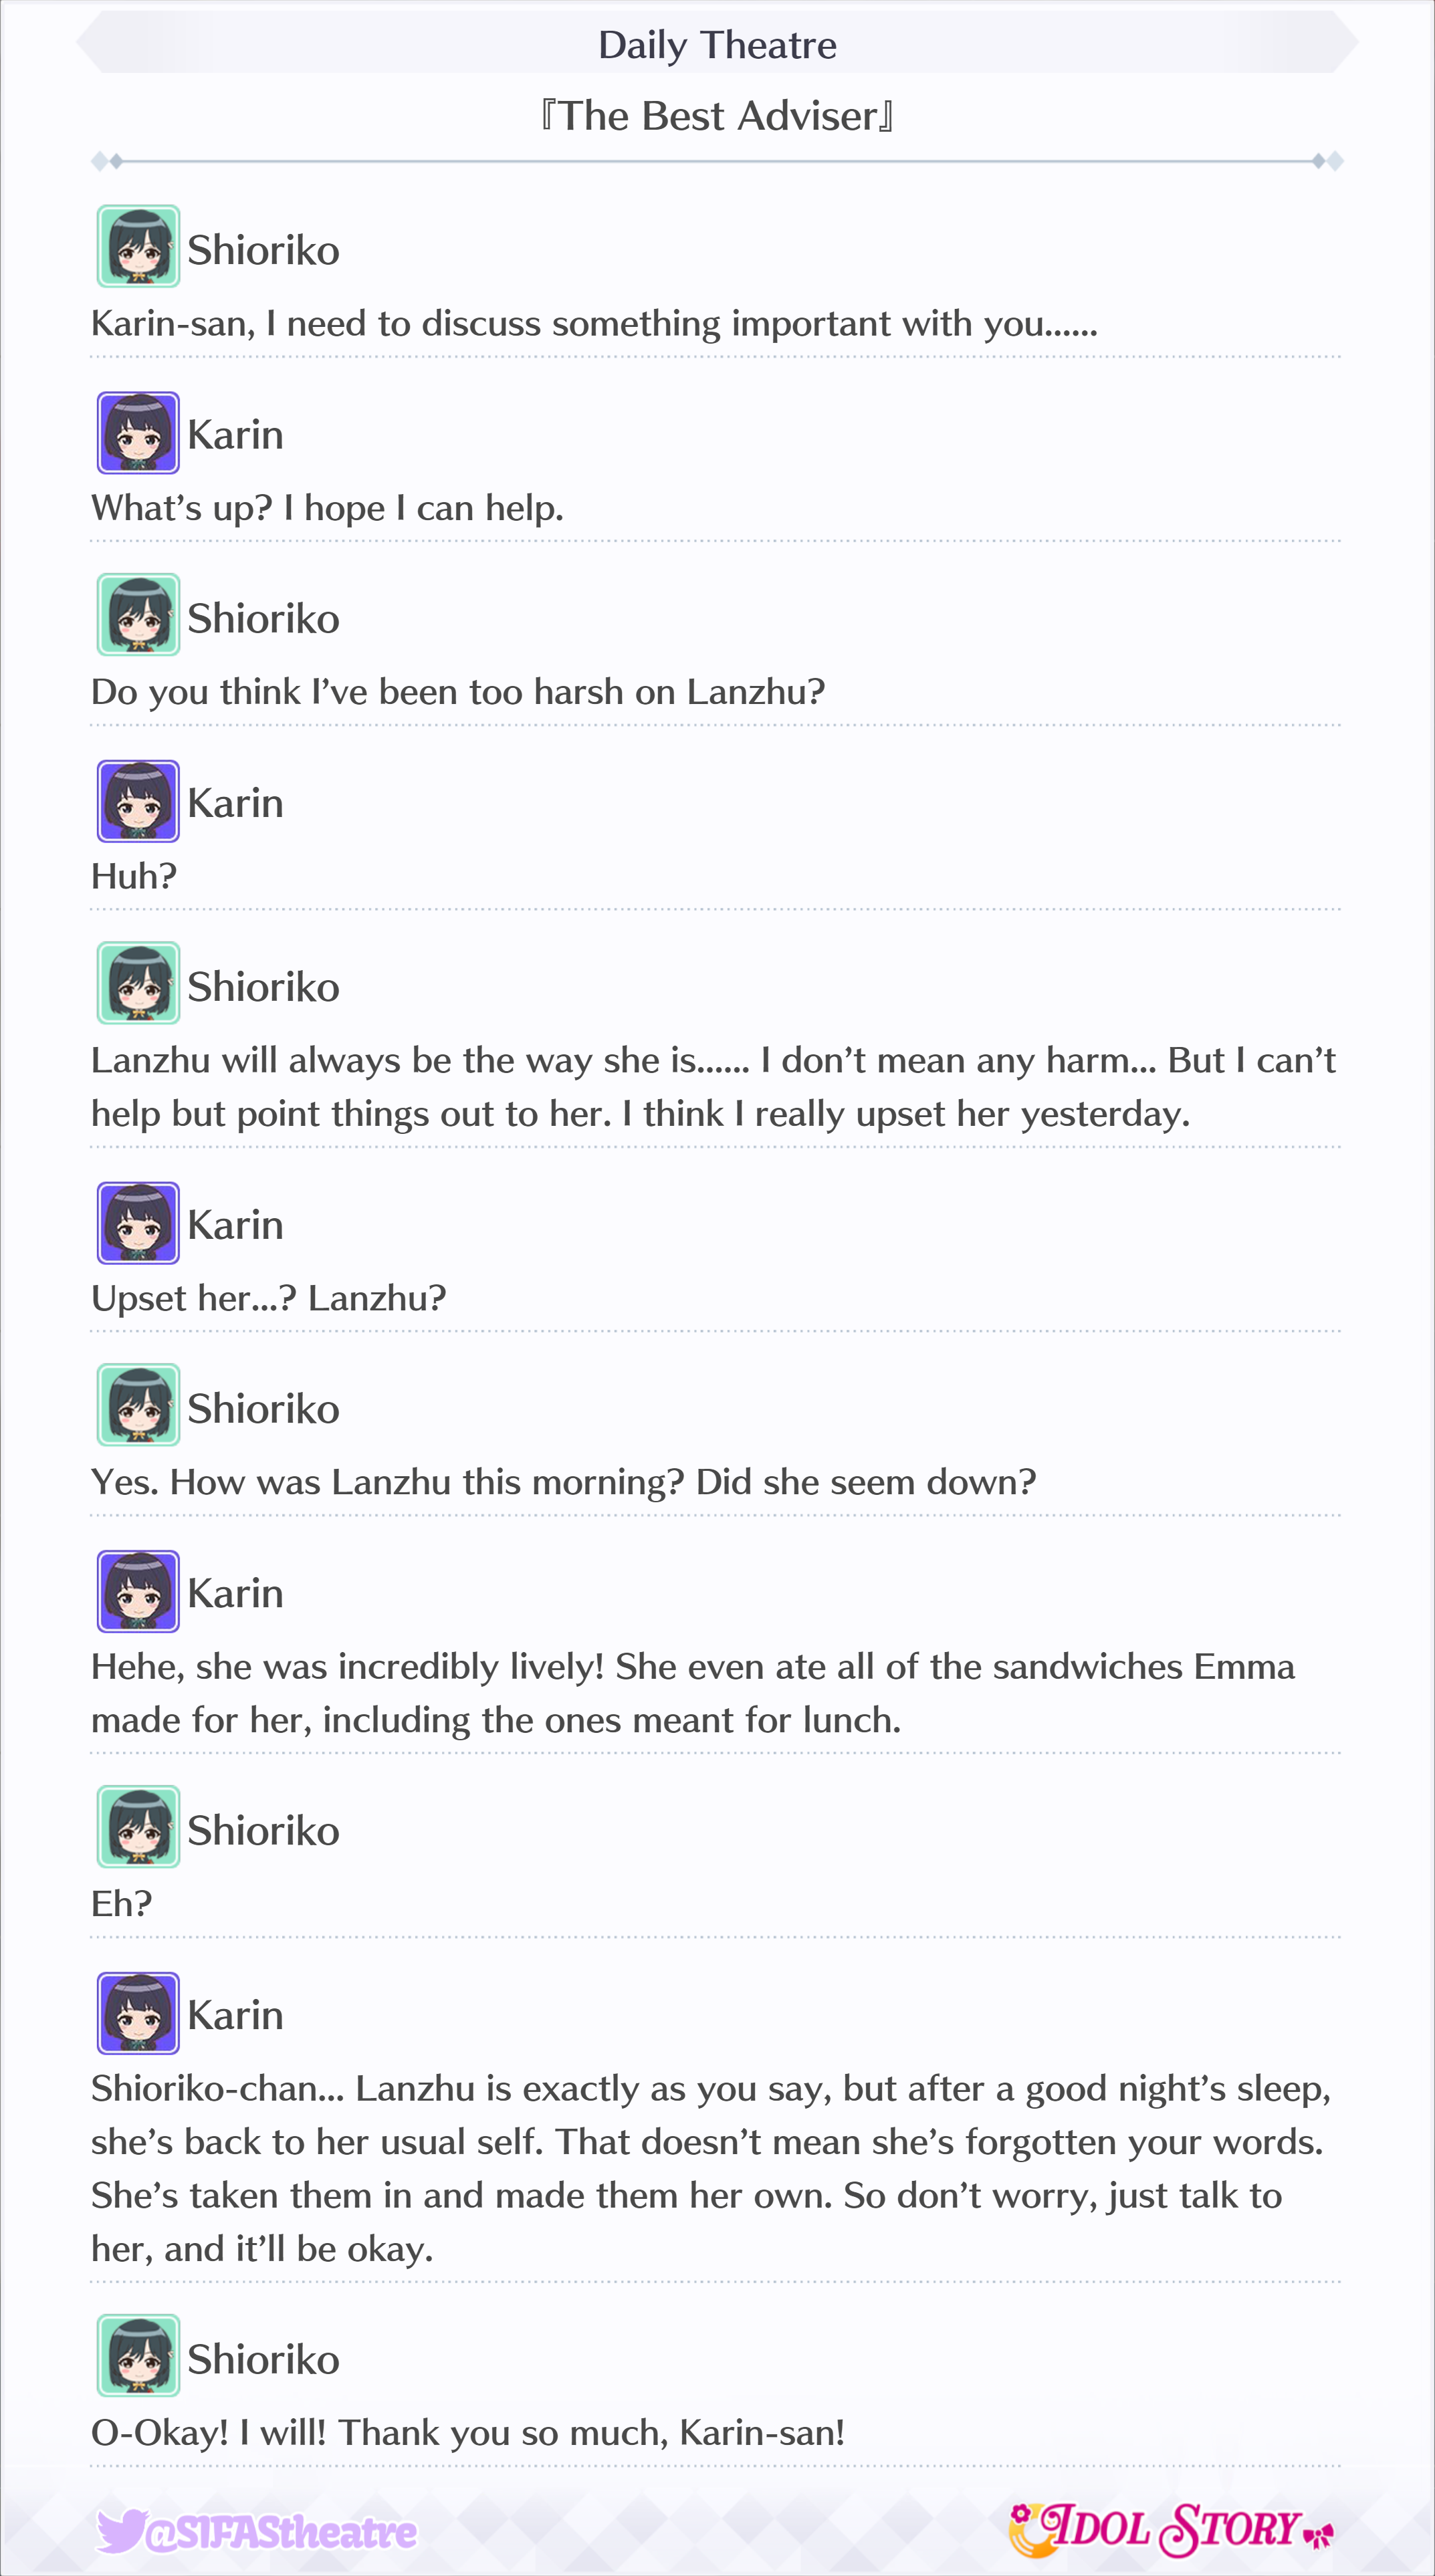 Daily Theatre
『The Best Adviser』
Shioriko
Karin-san, I need to discuss something important with you......
Karin
What's up? I hope I can help.
Shioriko
Do you think I've been too harsh on Lanzhu?
Karin
Huh?
Shioriko
Lanzhu will always be the way she is...... I don't mean any harm... But I can't
help but point things out to her. I think I really upset her yesterday.
Karin
Upset her...? Lanzhu?
Shioriko
Yes. How was Lanzhu this morning? Did she seem down?
Karin
Hehe, she was incredibly lively! She even ate all of the sandwiches Emma
made for her, including the ones meant for lunch.
Shioriko
Eh?
Karin
Shioriko-chan... Lanzhu is exactly as you say, but after a good night's sleep,
she's back to her usual self. That doesn't mean she's forgotten your words.
She's taken them in and made them her own. So don't worry, just talk to
her, and it'll be okay.
Shioriko
O-Okay! I will! Thank you so much, Karin-san!
@SIFAStheatre
IDOL STORY